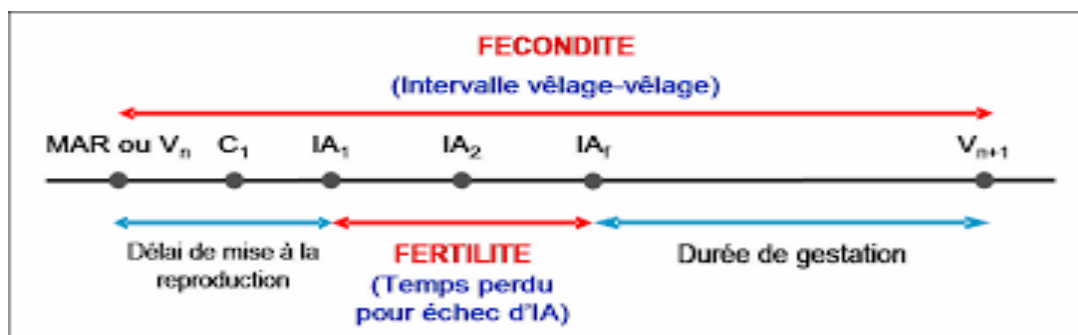 FECONDITE
(Intervalle vêlage-vêlage)
MAR ou Vn C1 IA1 IA2 IAf Vn+1
Délai de mise à la
reproduction
FERTILITE
(Temps perdu
pour échec d'IA)
Durée de gestation